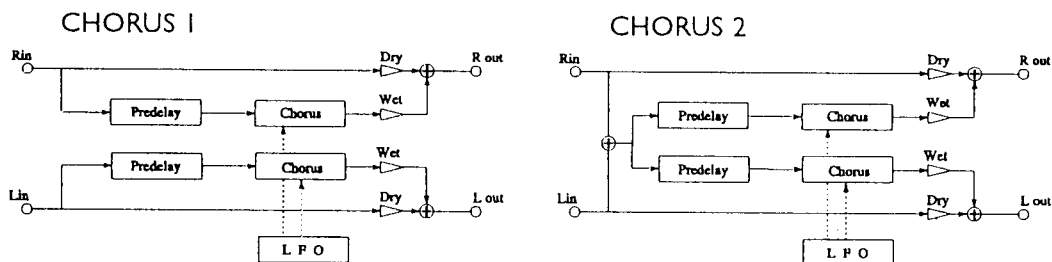 CHORUS 1
Rin
Dry
R out
Wet
Predelay
Chorus
Predelay
Chorus
Wet
Lin
Dry
L out
L F O
CHORUS 2
Rin
Dry
R out
Wet
Predelay
Chorus
Predelay
Chorus
Wet
Lin
Dry
L out
L F O